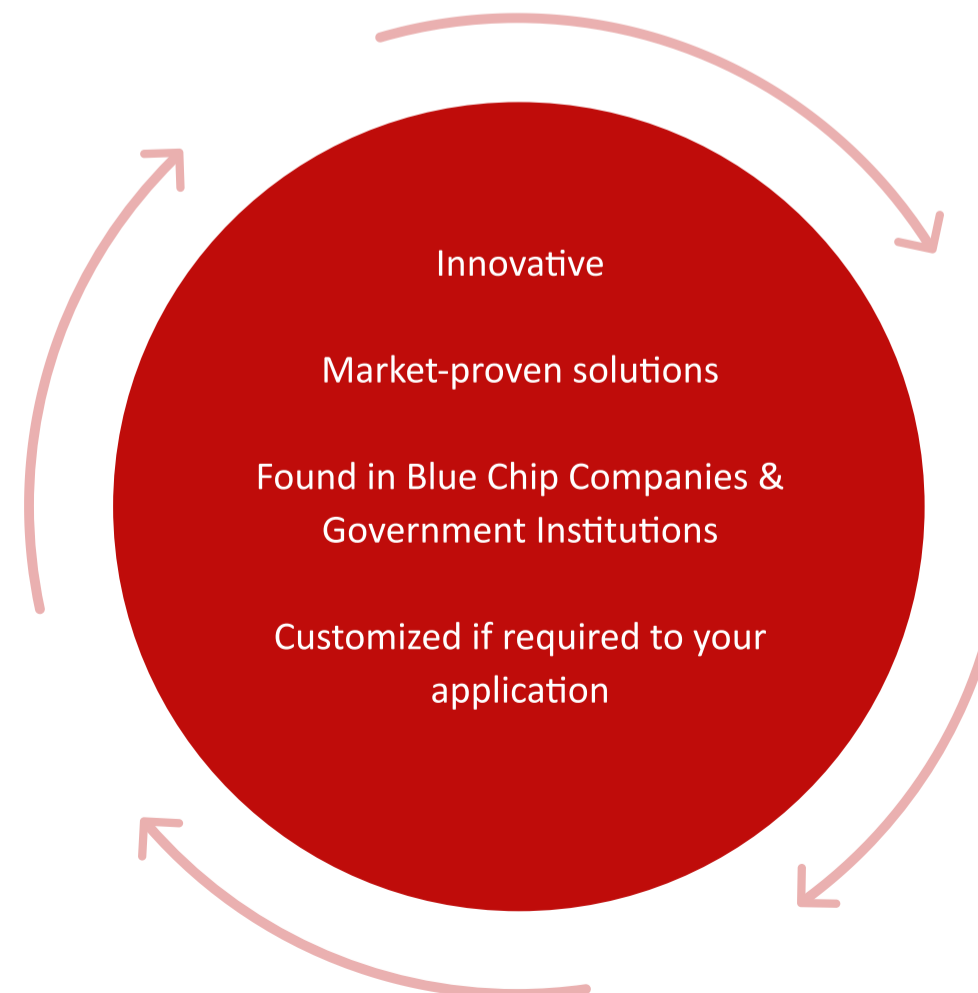 Innovative
Market-proven solutions
Found in Blue Chip Companies &
Government Institutions
Customized if required to your
application